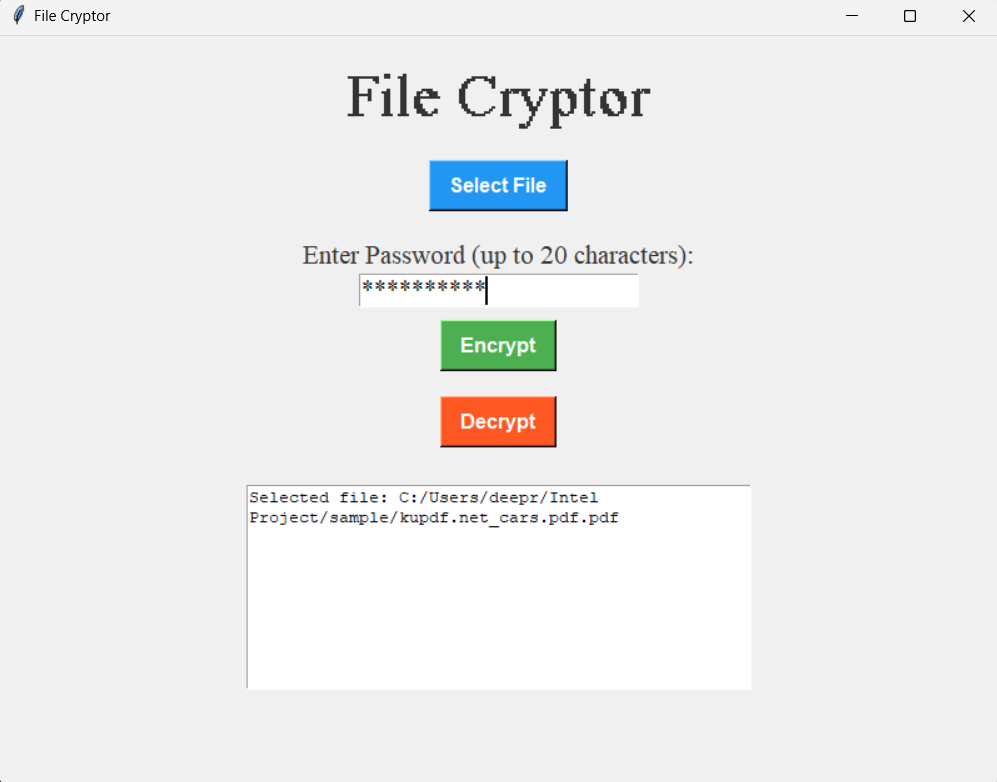 File Cryptor
File Cryptor
Select File
Enter Password (up to 20 characters):
**********
Encrypt
Decrypt
Selected file: C:/Users/deepr/Intel
Project/sample/kupdf.net_cars.pdf.pdf